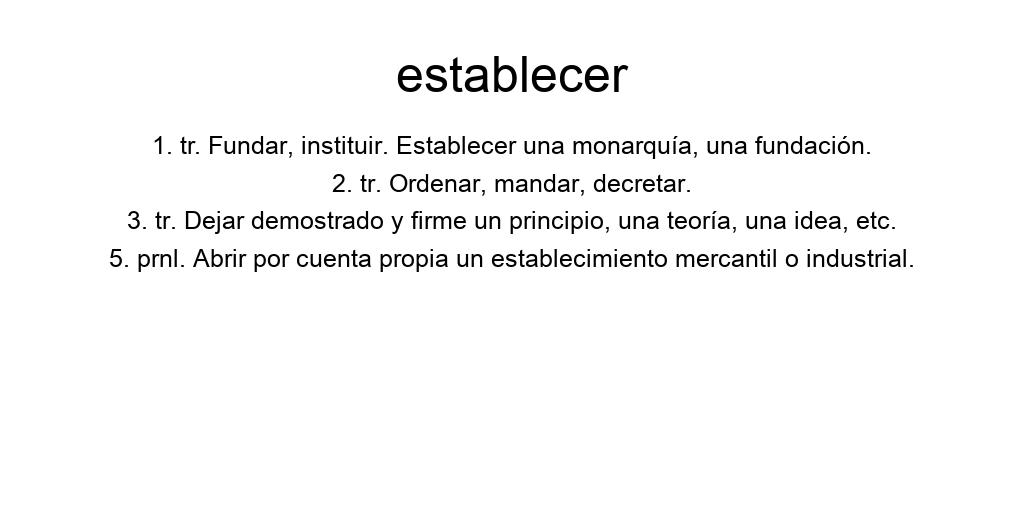 establecer
1. tr. Fundar, instituir. Establecer una monarquía, una fundación.
2. tr. Ordenar, mandar, decretar.
3. tr. Dejar demostrado y firme un principio, una teoría, una idea, etc.
5. prnl. Abrir por cuenta propia un establecimiento mercantil o industrial.